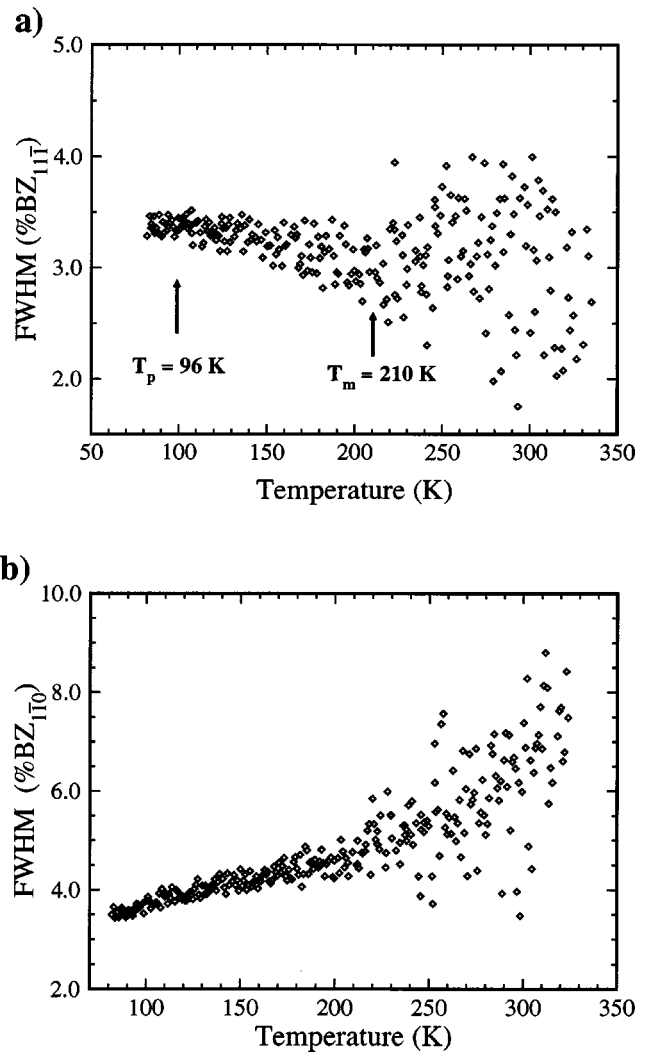 a)
5.0
4.0
3.0
2.0
FWHM (%BZ₁₁₁̅)
Tₚ = 96 K
Tₘ = 210 K
50 100 150 200 250 300 350
Temperature (K)
b)
10.0
8.0
6.0
4.0
2.0
FWHM (%BZ₁₁̅₀)
100 150 200 250 300 350
Temperature (K)